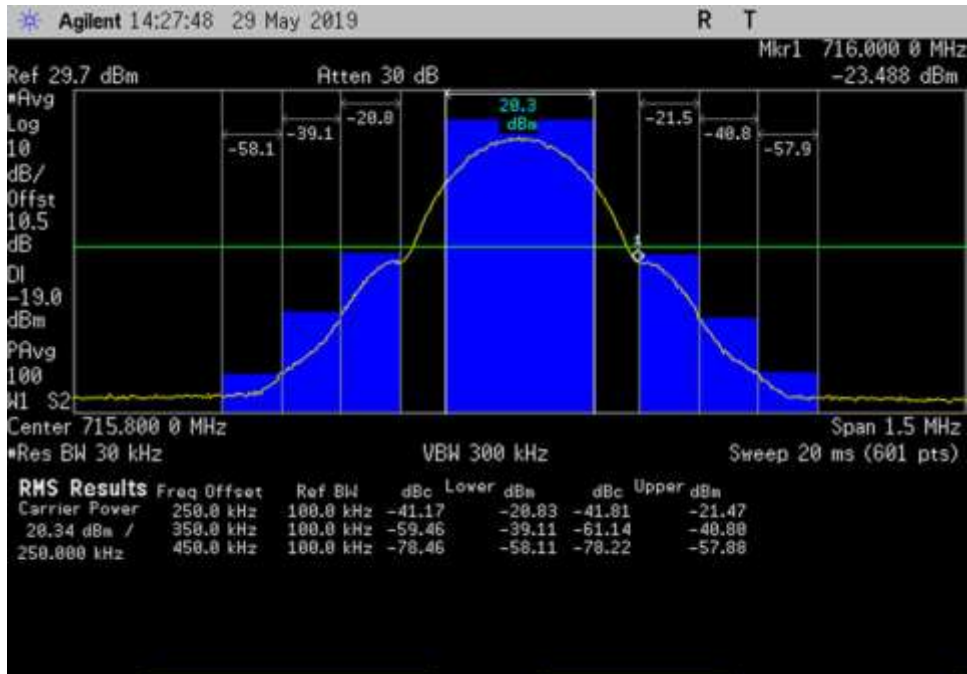 Agilent 14:27:48 29 May 2019 R T
Mkr1 716.000 0 MHz
Ref 29.7 dBm Atten 30 dB -23.488 dBm
#Avg
Log
10
dB/
Offst
10.5
dB
DI
-19.0
dBm
PAvg
100
W1 S2
-58.1 -39.1 -20.8 20.3 dBm -21.5 -40.8 -57.9
1
Center 715.800 0 MHz Span 1.5 MHz
#Res BW 30 kHz VBW 300 kHz Sweep 20 ms (601 pts)
RMS Results Freq Offset Ref BW dBc Lower dBm dBc Upper dBm
Carrier Power 250.0 kHz 100.0 kHz -41.17 -20.83 -41.81 -21.47
20.34 dBm / 350.0 kHz 100.0 kHz -59.46 -39.11 -61.14 -40.80
250.000 kHz 450.0 kHz 100.0 kHz -78.46 -58.11 -78.22 -57.88